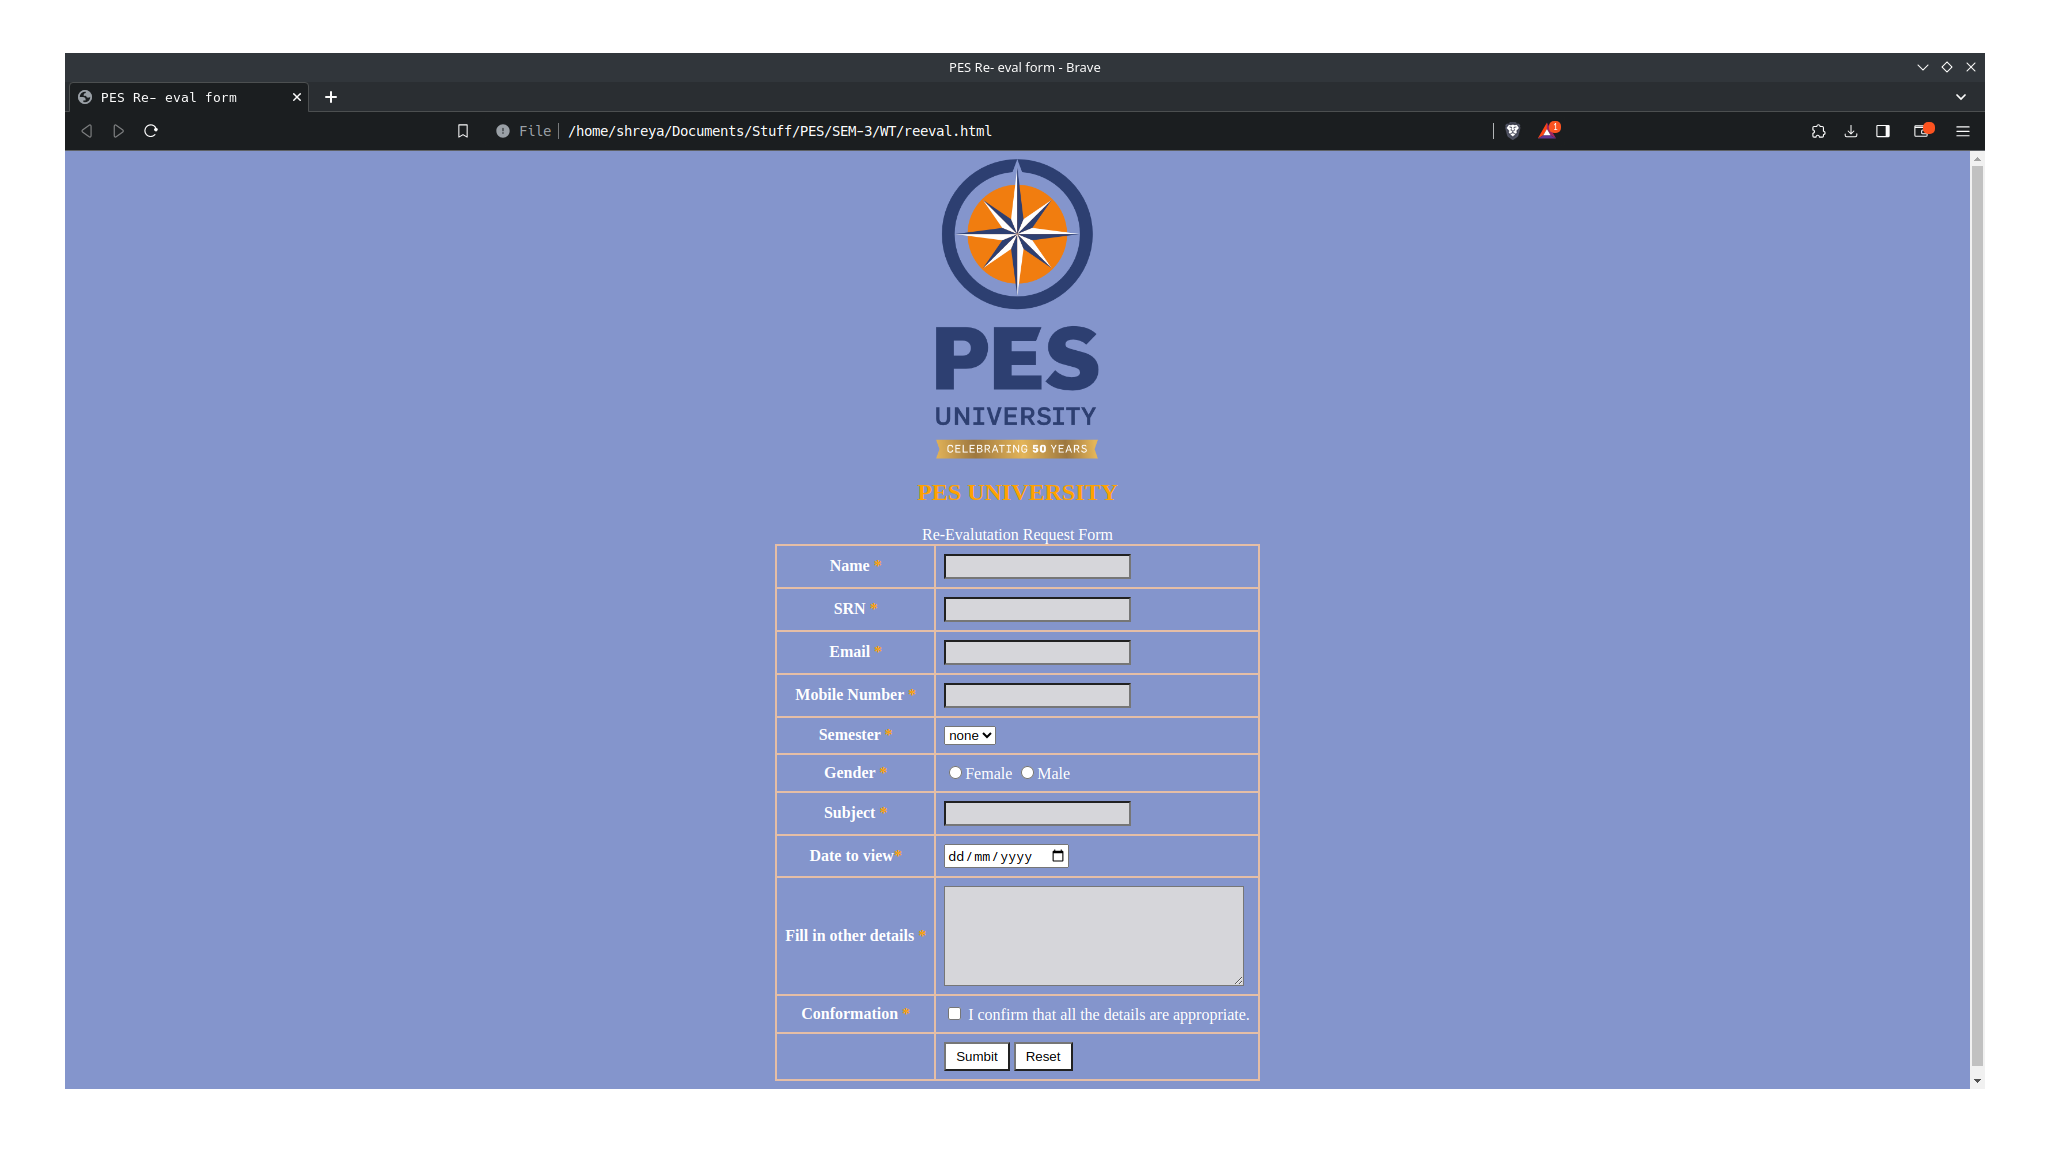 PES Re- eval form - Brave
PES Re- eval form
File /home/shreya/Documents/Stuff/PES/SEM-3/WT/reeval.html 1
PES
UNIVERSITY
CELEBRATING 50 YEARS
PES UNIVERSITY
Re-Evalutation Request Form
Name *
SRN *
Email *
Mobile Number *
Semester * none
Gender * Female Male
Subject *
Date to view* dd/mm/yyyy
Fill in other details *
Conformation * I confirm that all the details are appropriate.
Sumbit Reset